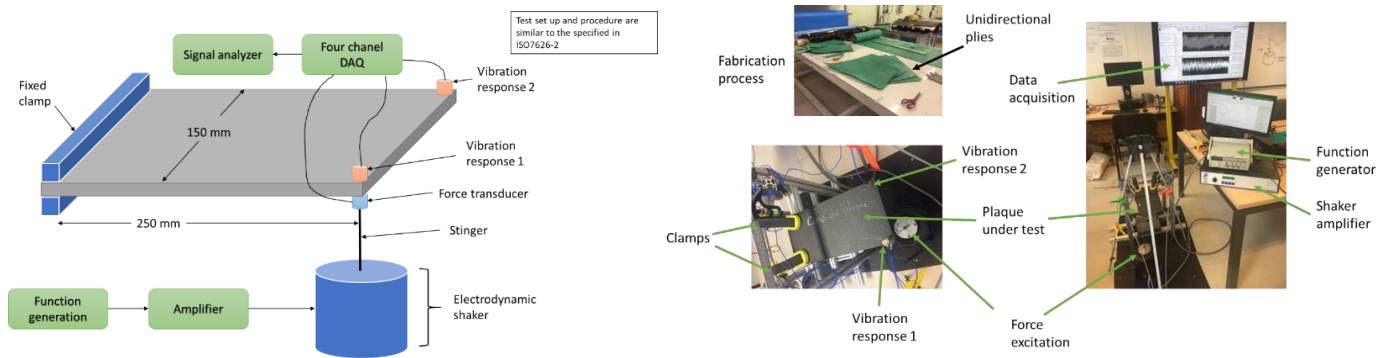 Test set up and procedure are
similar to the specified in
ISO7626-2
Signal analyzer
Four chanel
DAQ
Vibration
response 2
Fixed
clamp
150 mm
Vibration
response 1
Force transducer
250 mm
Stinger
Function
generation
Amplifier
Electrodynamic
shaker
Fabrication
process
Unidirectional
plies
Data
acquisition
Function
generator
Shaker
amplifier
Vibration
response 2
Plaque
under test
Clamps
Vibration
response 1
Force
excitation